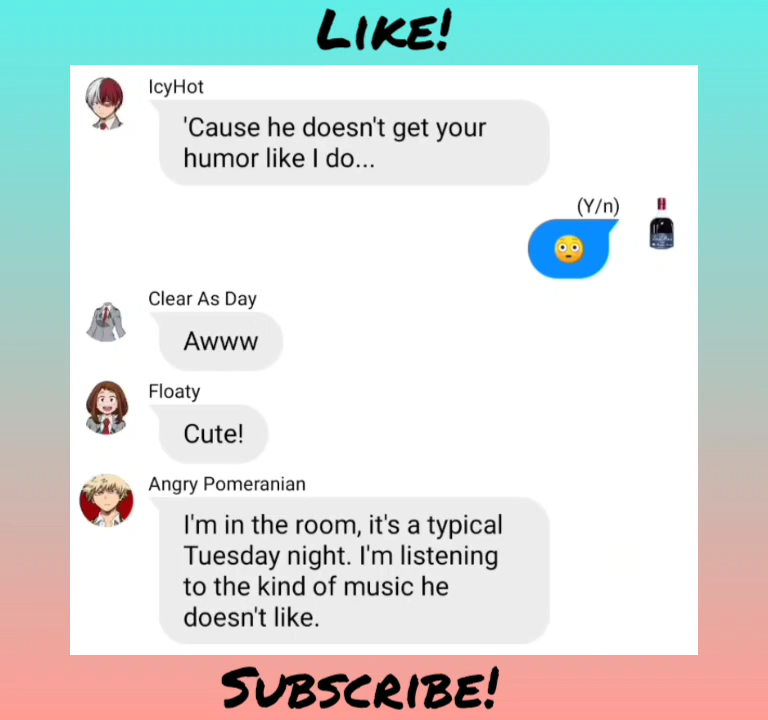 LIKE!
IcyHot
'Cause he doesn't get your
humor like I do...
(Y/n)
😳
Clear As Day
Awww
Floaty
Cute!
Angry Pomeranian
I'm in the room, it's a typical
Tuesday night. I'm listening
to the kind of music he
doesn't like.
SUBSCRIBE!